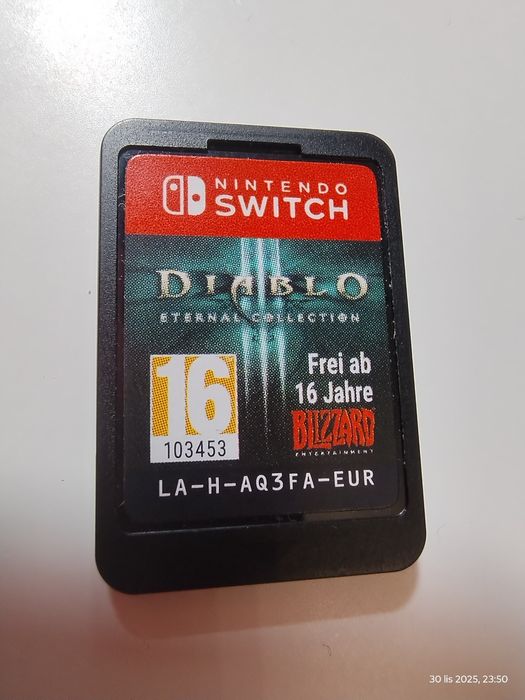 NINTENDO
SWITCH
DIABLO
ETERNAL COLLECTION
16
103453
Frei ab
16 Jahre
BLIZZARD
ENTERTAINMENT
LA-H-AQ3FA-EUR
30 lis 2025, 23:50